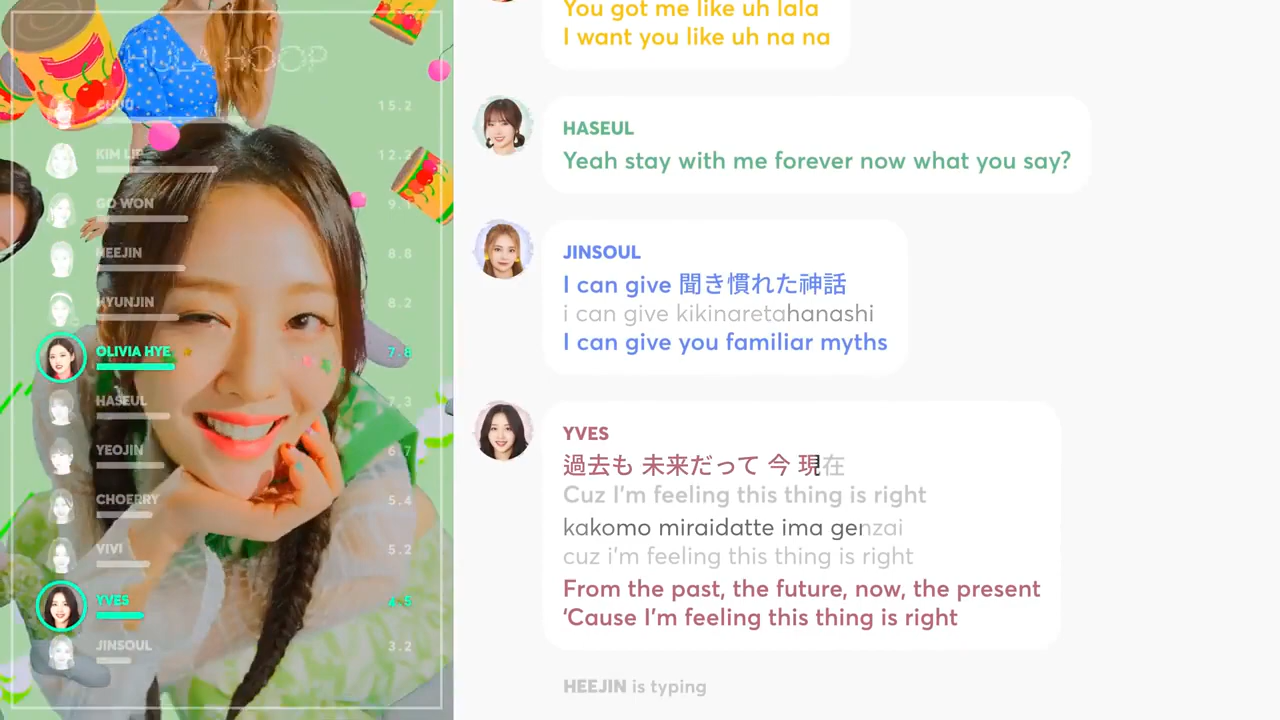 HULA HOOP
CHUU 15.2
KIM LIP 12.2
GO WON 9.1
HEEJIN 8.8
HYUNJIN 8.2
OLIVIA HYE 7.8
HASEUL 7.3
YEOJIN 6.7
CHOERRY 5.4
VIVI 5.2
YVES 4.5
JINSOUL 3.2
You got me like uh lala
I want you like uh na na
HASEUL
Yeah stay with me forever now what you say?
JINSOUL
I can give 聞き慣れた神話
i can give kikinaretahanashi
I can give you familiar myths
YVES
過去も 未来だって 今 現在
Cuz I'm feeling this thing is right
kakomo miraidatte ima genzai
cuz i'm feeling this thing is right
From the past, the future, now, the present
‘Cause I'm feeling this thing is right
HEEJIN is typing